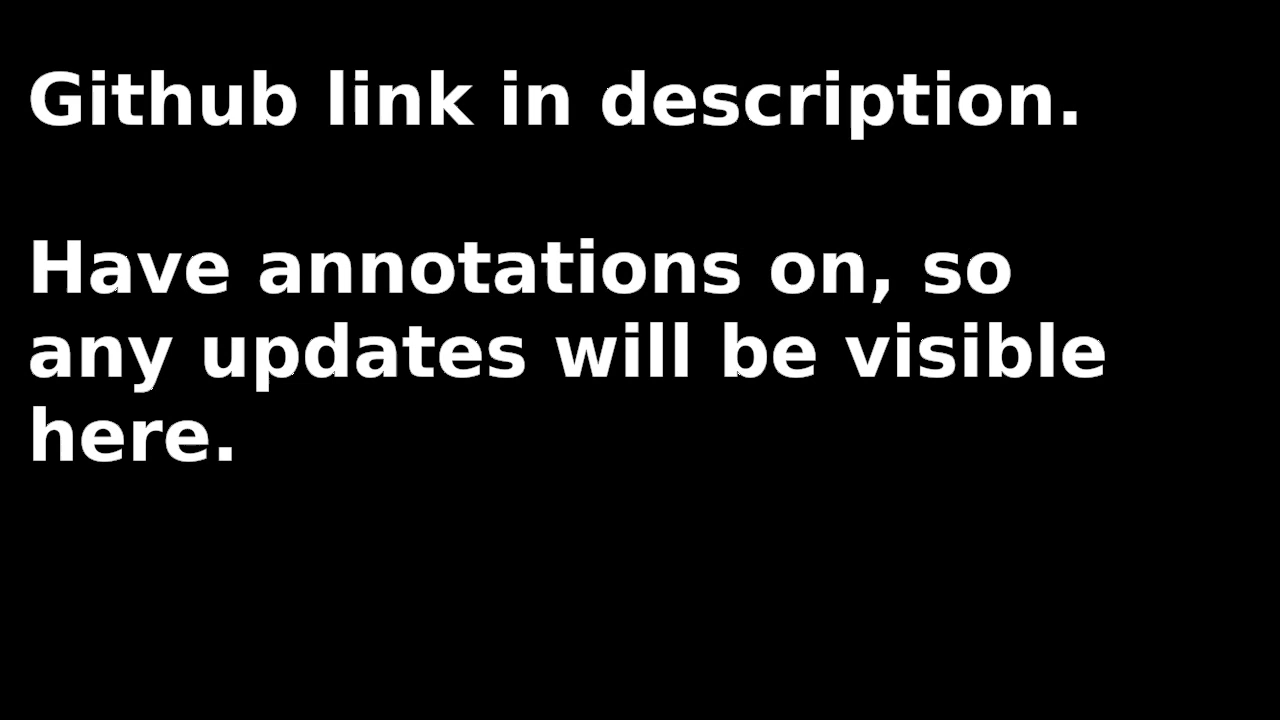 Github link in description.
Have annotations on, so
any updates will be visible
here.